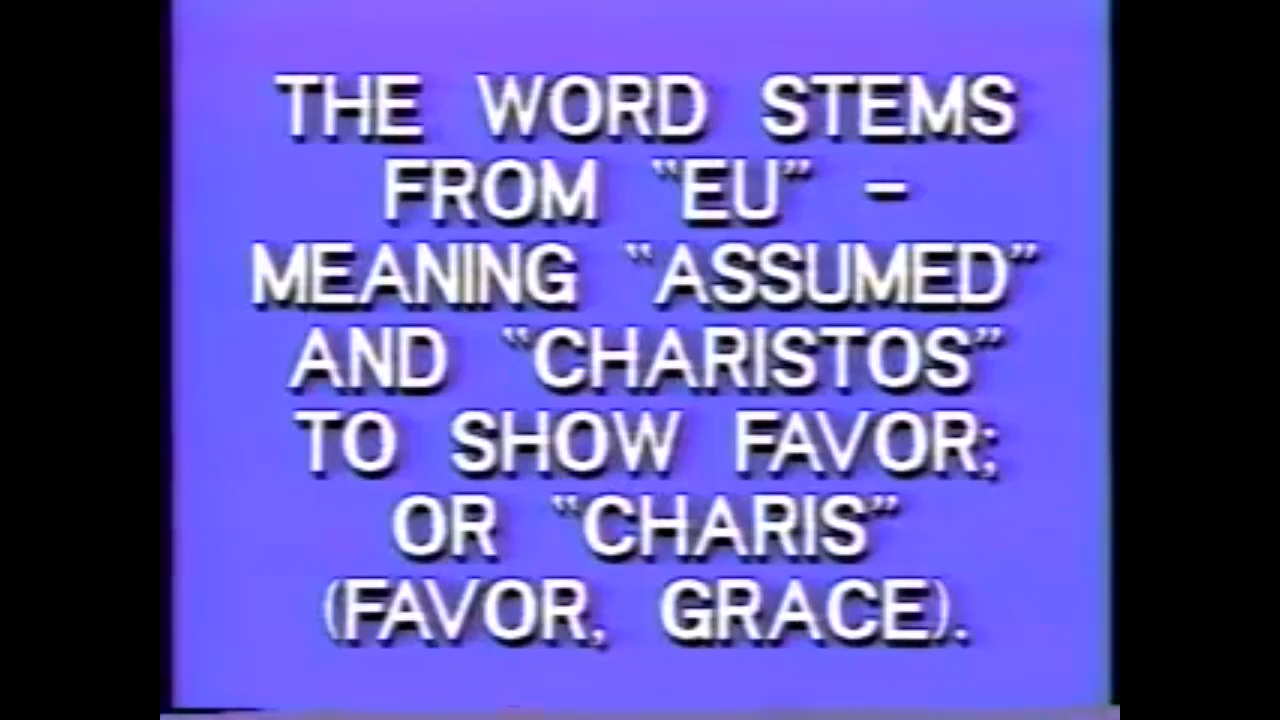 THE WORD STEMS
FROM "EU" -
MEANING "ASSUMED"
AND "CHARISTOS"
TO SHOW FAVOR;
OR "CHARIS"
(FAVOR, GRACE).